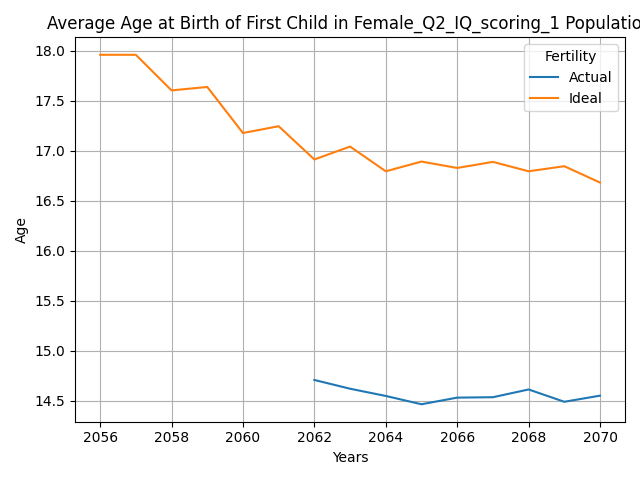 Average Age at Birth of First Child in Female_Q2_IQ_scoring_1 Populatio
Fertility
Actual
Ideal
18.0
17.5
17.0
16.5
16.0
15.5
15.0
14.5
Age
2056 2058 2060 2062 2064 2066 2068 2070
Years